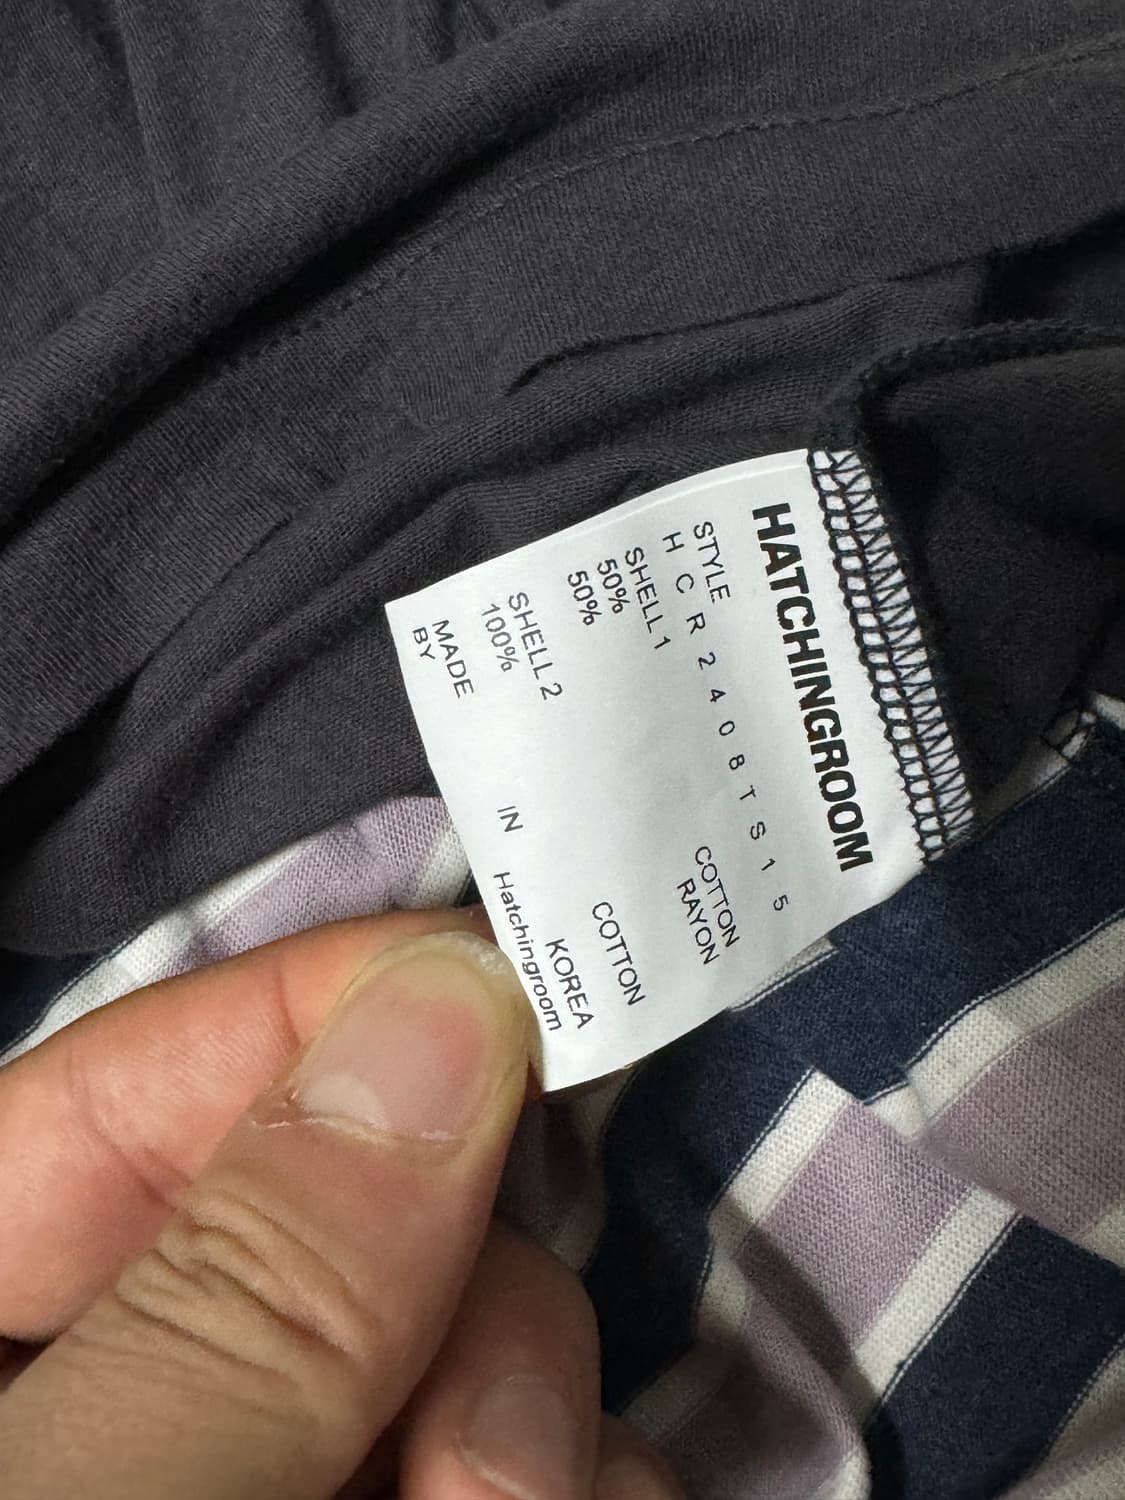 HATCHINGROOM
STYLE
H C R 2 4 0 8 T S 1 5
SHELL 1
50% COTTON
50% RAYON
SHELL 2
100% COTTON
MADE IN KOREA
BY Hatchingroom